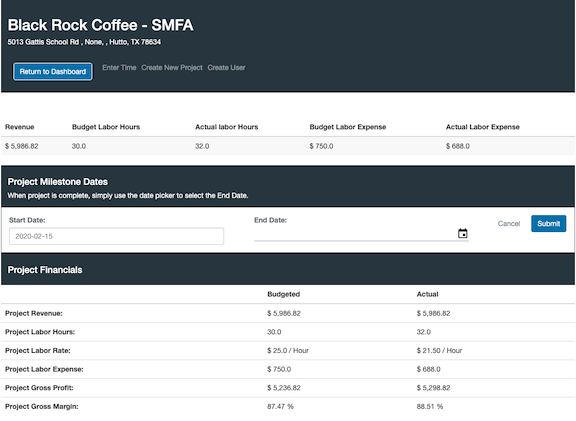 Black Rock Coffee - SMFA
5013 Gattis School Rd , None, , Hutto, TX 78634
Return to Dashboard Enter Time Create New Project Create User
Revenue Budget Labor Hours Actual labor Hours Budget Labor Expense Actual Labor Expense
$ 5,986.82 30.0 32.0 $ 750.0 $ 688.0
Project Milestone Dates
When project is complete, simply use the date picker to select the End Date.
Start Date: End Date:
2020-02-15 Cancel Submit
Project Financials
Budgeted Actual
Project Revenue: $ 5,986.82 $ 5,986.82
Project Labor Hours: 30.0 32.0
Project Labor Rate: $ 25.0 / Hour $ 21.50 / Hour
Project Labor Expense: $ 750.0 $ 688.0
Project Gross Profit: $ 5,236.82 $ 5,298.82
Project Gross Margin: 87.47 % 88.51 %